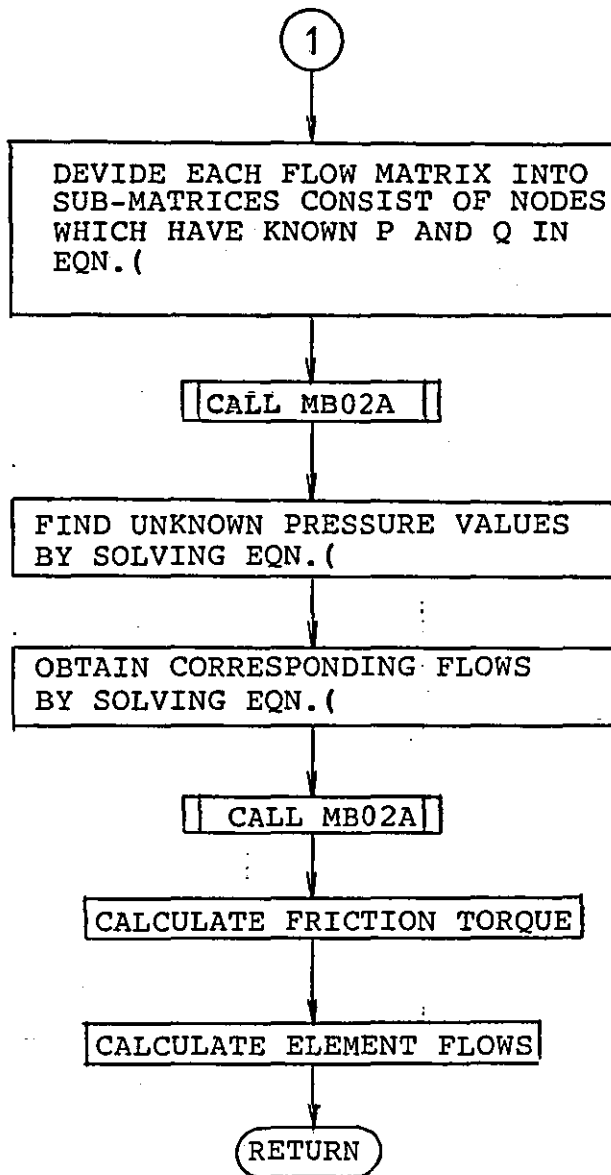 1
DEVIDE EACH FLOW MATRIX INTO
SUB-MATRICES CONSIST OF NODES
WHICH HAVE KNOWN P AND Q IN
EQN.(
CALL MB02A
FIND UNKNOWN PRESSURE VALUES
BY SOLVING EQN.(
OBTAIN CORRESPONDING FLOWS
BY SOLVING EQN.(
CALL MB02A
CALCULATE FRICTION TORQUE
CALCULATE ELEMENT FLOWS
RETURN